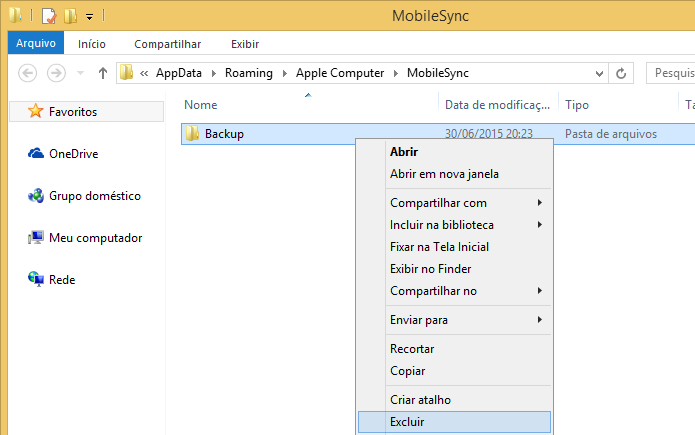 MobileSync
Arquivo Início Compartilhar Exibir
« AppData Roaming Apple Computer MobileSync Pesquis
Favoritos
OneDrive
Grupo doméstico
Meu computador
Rede
Nome Data de modificaç... Tipo Ta
Backup 30/06/2015 20:23 Pasta de arquivos
Abrir
Abrir em nova janela
Compartilhar com
Incluir na biblioteca
Fixar na Tela Inicial
Exibir no Finder
Compartilhar no
Enviar para
Recortar
Copiar
Criar atalho
Excluir